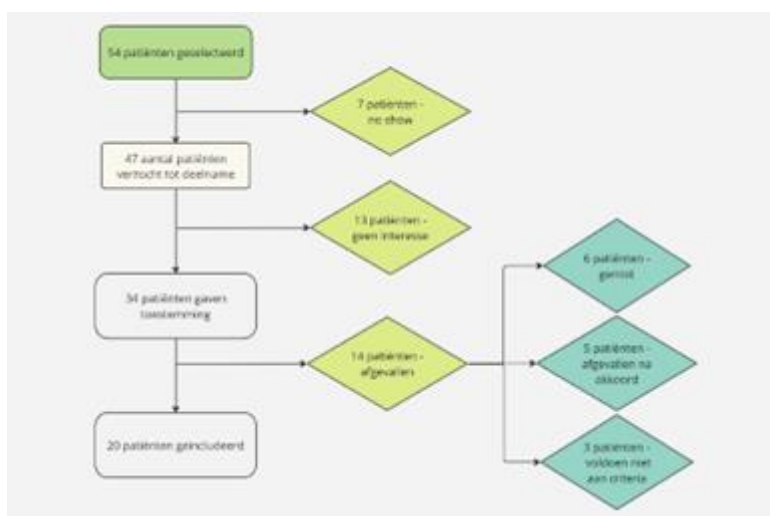 54 patiënten geselecteerd
7 patiënten -
no show
47 aantal patiënten
verzocht tot deelname
13 patiënten -
geen interesse
34 patiënten gaven
toestemming
14 patiënten -
afgevallen
6 patiënten -
gemist
5 patiënten -
afgevallen na
akkoord
3 patiënten -
voldoen niet
aan criteria
20 patiënten geïncludeerd